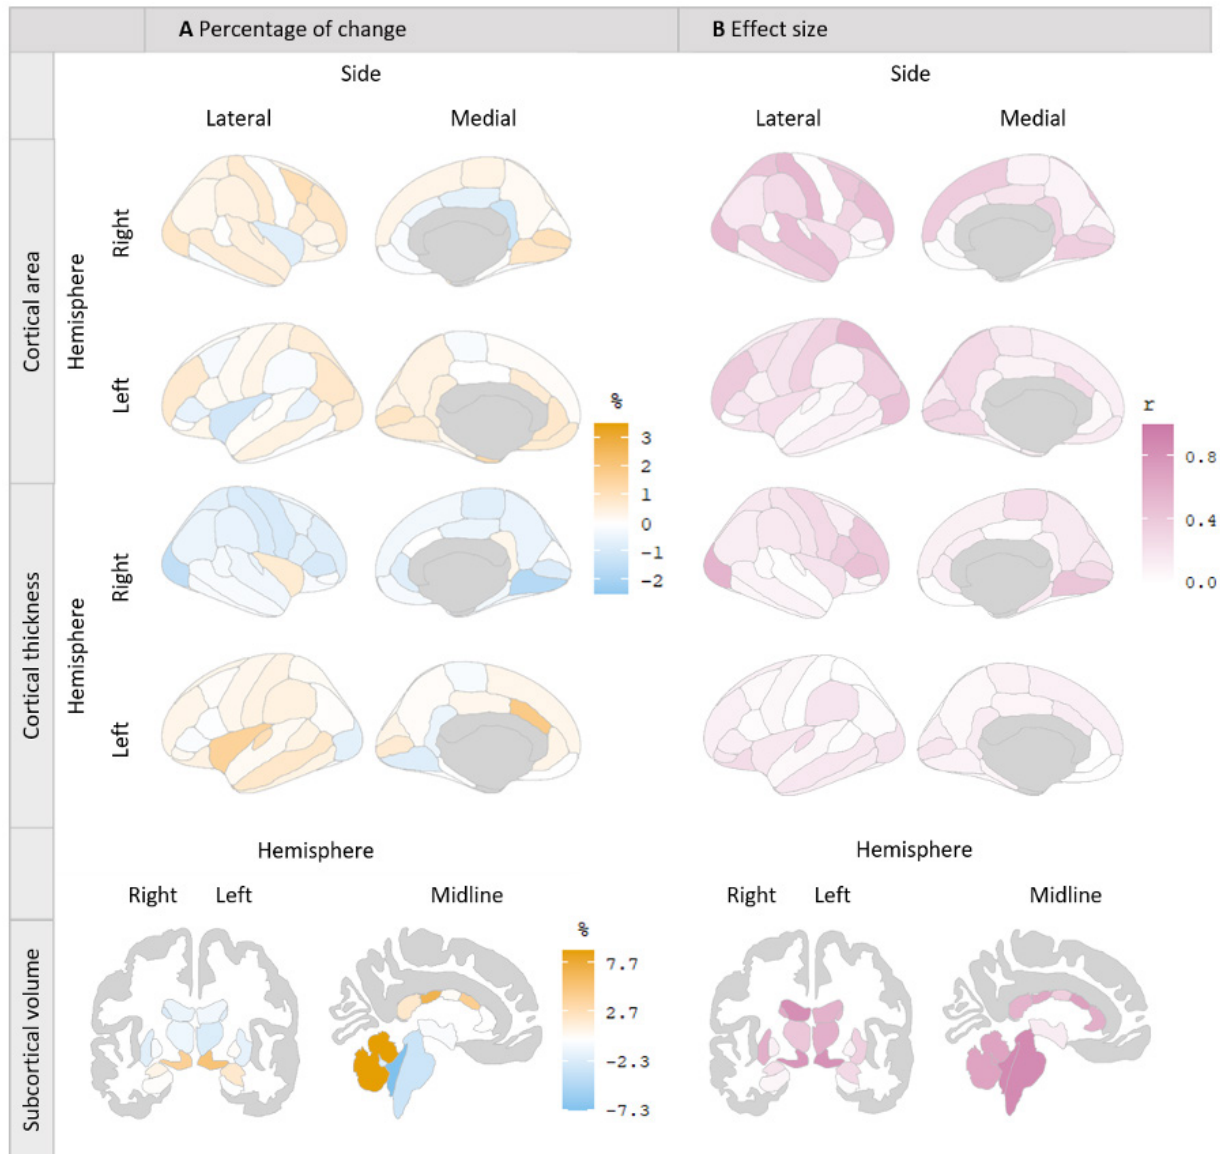 A Percentage of change
B Effect size
Side
Side
Lateral
Medial
Lateral
Medial
Cortical area
Hemisphere
Right
Left
%
3
2
1
0
-1
-2
r
0.8
0.4
0.0
Cortical thickness
Hemisphere
Right
Left
Hemisphere
Hemisphere
Right
Left
Midline
Right
Left
Midline
Subcortical volume
%
7.7
2.7
-2.3
-7.3